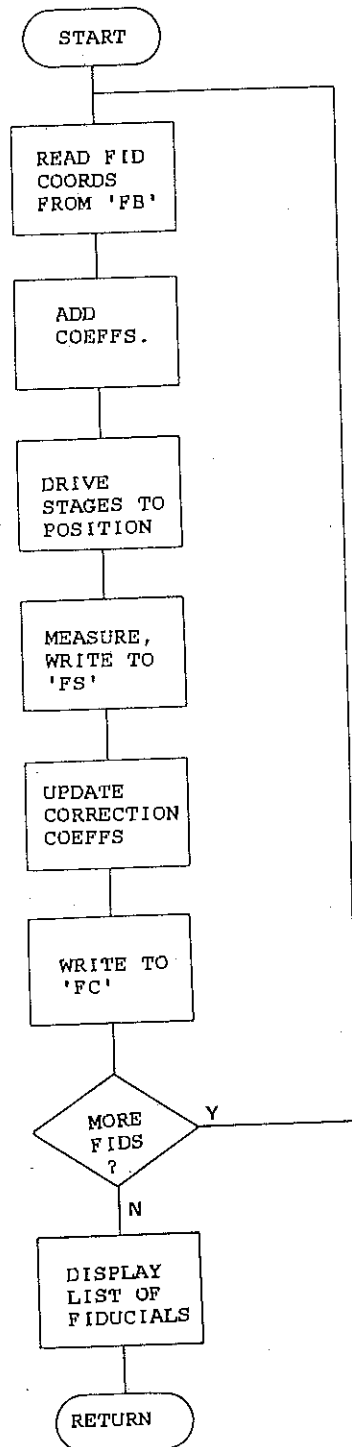 START
READ FID
COORDS
FROM 'FB'
ADD
COEFFS.
DRIVE
STAGES TO
POSITION
MEASURE,
WRITE TO
'FS'
UPDATE
CORRECTION
COEFFS
WRITE TO
'FC'
MORE
FIDS
?
Y
N
DISPLAY
LIST OF
FIDUCIALS
RETURN